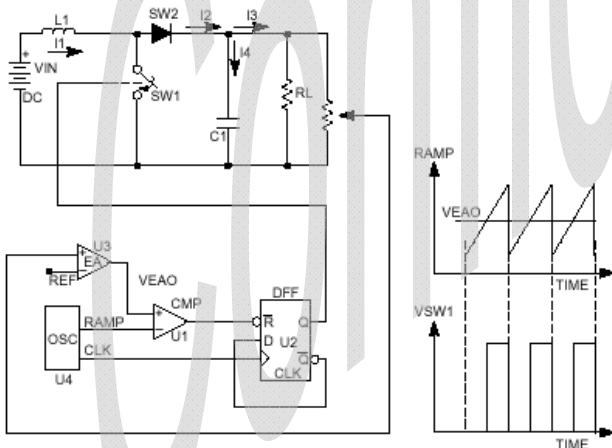 SW2
L1
I2
I3
I1
I4
VIN
DC
SW1
RL
C1
RAMP
VEAO
TIME
U3
EA
REF
VEAO
CMP
DFF
VSW1
R
Q
D
U2
Q
CLK
OSC
RAMP
CLK
U1
U4
TIME